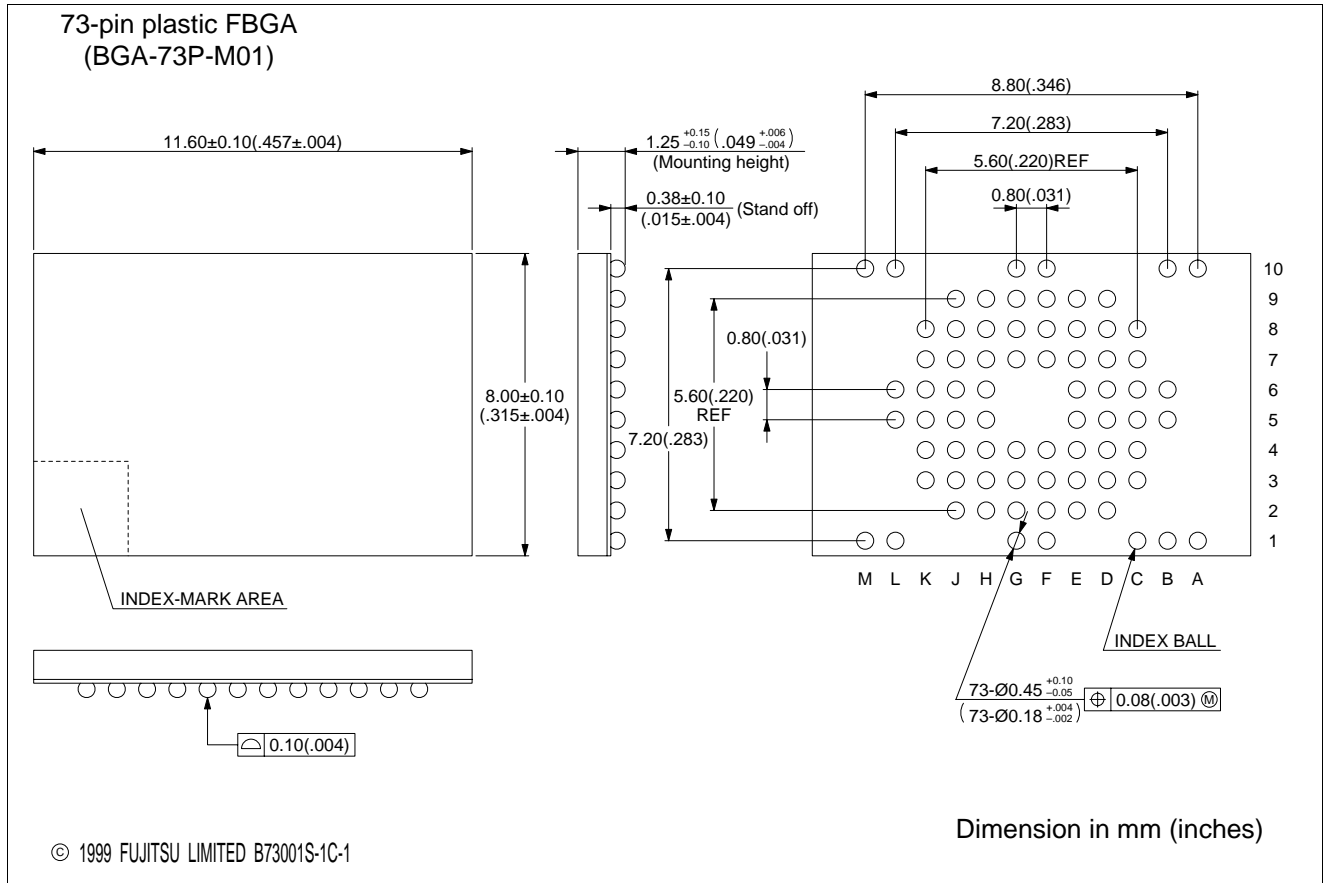 73-pin plastic FBGA
(BGA-73P-M01)
11.60±0.10(.457±.004)
1.25 +0.15 −0.10 (.049 +.006 −.004)
(Mounting height)
0.38±0.10
(.015±.004)
(Stand off)
8.80(.346)
7.20(.283)
5.60(.220)REF
0.80(.031)
8.00±0.10
(.315±.004)
0.80(.031)
5.60(.220)
REF
7.20(.283)
10
9
8
7
6
5
4
3
2
1
M L K J H G F E D C B A
INDEX-MARK AREA
INDEX BALL
73-Ø0.45 +0.10 −0.05
(73-Ø0.18 +.004 −.002)
⌖ 0.08(.003) Ⓜ
⌓ 0.10(.004)
© 1999 FUJITSU LIMITED B73001S-1C-1
Dimension in mm (inches)